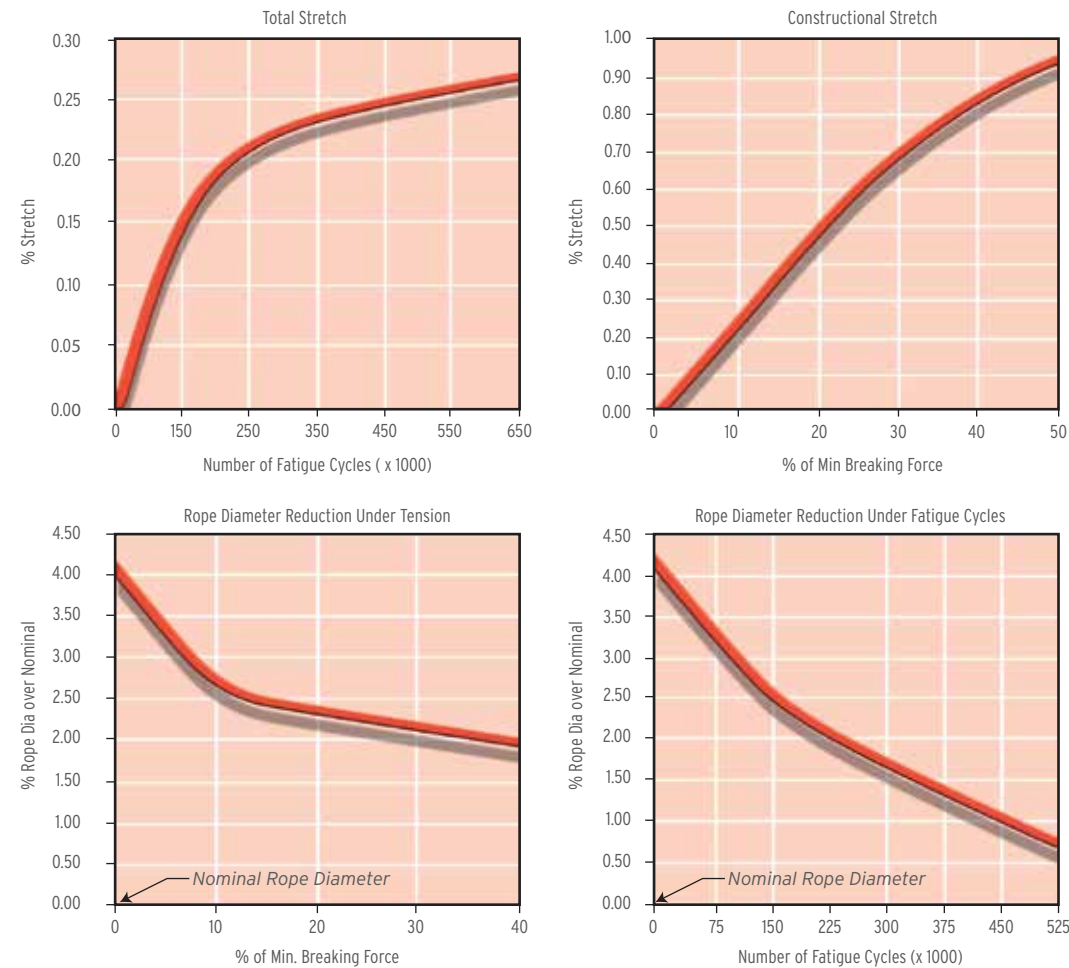 Total Stretch
0.30
0.25
0.20
0.15
0.10
0.05
0.00
% Stretch
0 150 250 350 450 550 650
Number of Fatigue Cycles ( x 1000)
Constructional Stretch
1.00
0.90
0.80
0.70
0.60
0.50
0.40
0.30
0.20
0.10
0.00
% Stretch
0 10 20 30 40 50
% of Min Breaking Force
Rope Diameter Reduction Under Tension
4.50
4.00
3.50
3.00
2.50
2.00
1.50
1.00
0.50
0.00
% Rope Dia over Nominal
Nominal Rope Diameter
0 10 20 30 40
% of Min. Breaking Force
Rope Diameter Reduction Under Fatigue Cycles
4.50
4.00
3.50
3.00
2.50
2.00
1.50
1.00
0.50
0.00
% Rope Dia over Nominal
Nominal Rope Diameter
0 75 150 225 300 375 450 525
Number of Fatigue Cycles (x 1000)